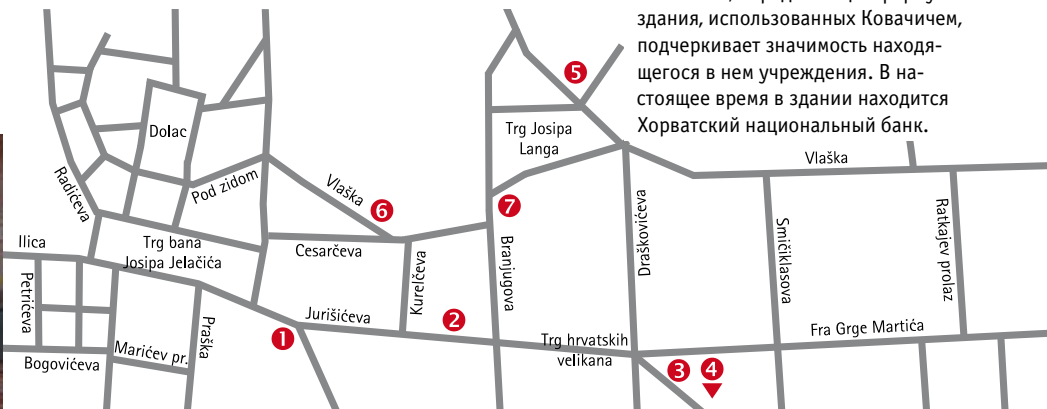 здания, использованных Ковачичем,
подчеркивает значимость находя-
щегося в нем учреждения. В на-
стоящее время в здании находится
Хорватский национальный банк.
5
Dolac
Trg Josipa
Langa
Vlaška
Radićeva
Pod zidom
Vlaška
6
7
Ilica
Trg bana
Josipa Jelačića
Cesarčeva
Kurelčeva
Branjugova
Draškovićeva
Smičiklasova
Ratkajev prolaz
Petrićeva
Praška
1
Jurišićeva
2
Trg hrvatskih
velikana
Fra Grge Martića
Bogovićeva
Marićev pr.
3
4